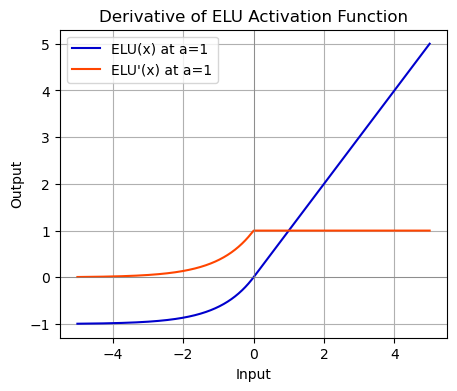 Derivative of ELU Activation Function
ELU(x) at a=1
ELU'(x) at a=1
Output
5
4
3
2
1
0
−1
−4
−2
0
2
4
Input